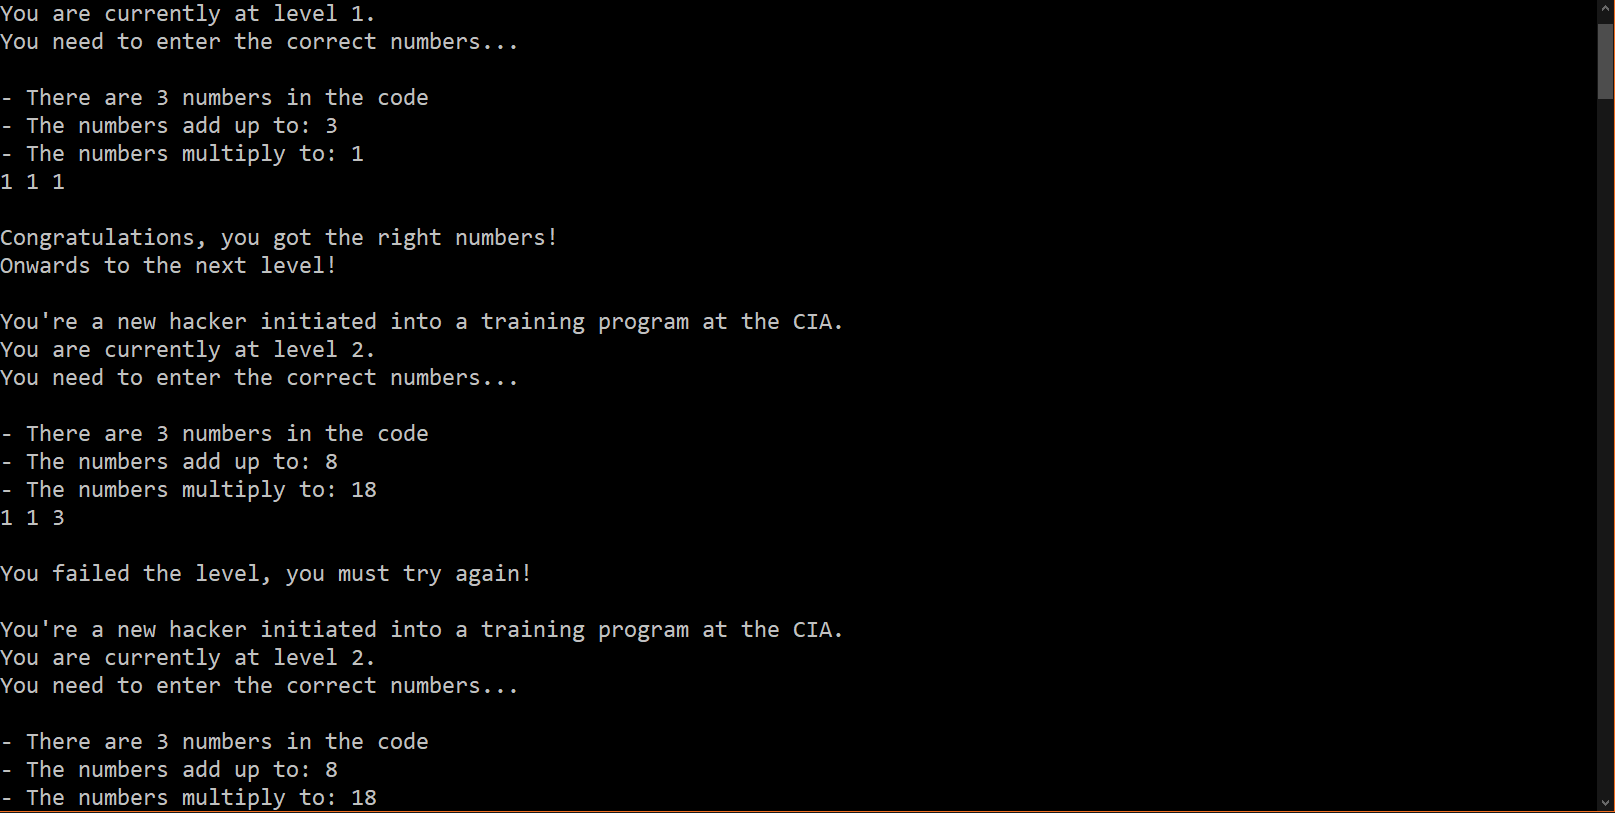 You are currently at level 1.
You need to enter the correct numbers...
- There are 3 numbers in the code
- The numbers add up to: 3
- The numbers multiply to: 1
1 1 1
Congratulations, you got the right numbers!
Onwards to the next level!
You're a new hacker initiated into a training program at the CIA.
You are currently at level 2.
You need to enter the correct numbers...
- There are 3 numbers in the code
- The numbers add up to: 8
- The numbers multiply to: 18
1 1 3
You failed the level, you must try again!
You're a new hacker initiated into a training program at the CIA.
You are currently at level 2.
You need to enter the correct numbers...
- There are 3 numbers in the code
- The numbers add up to: 8
- The numbers multiply to: 18